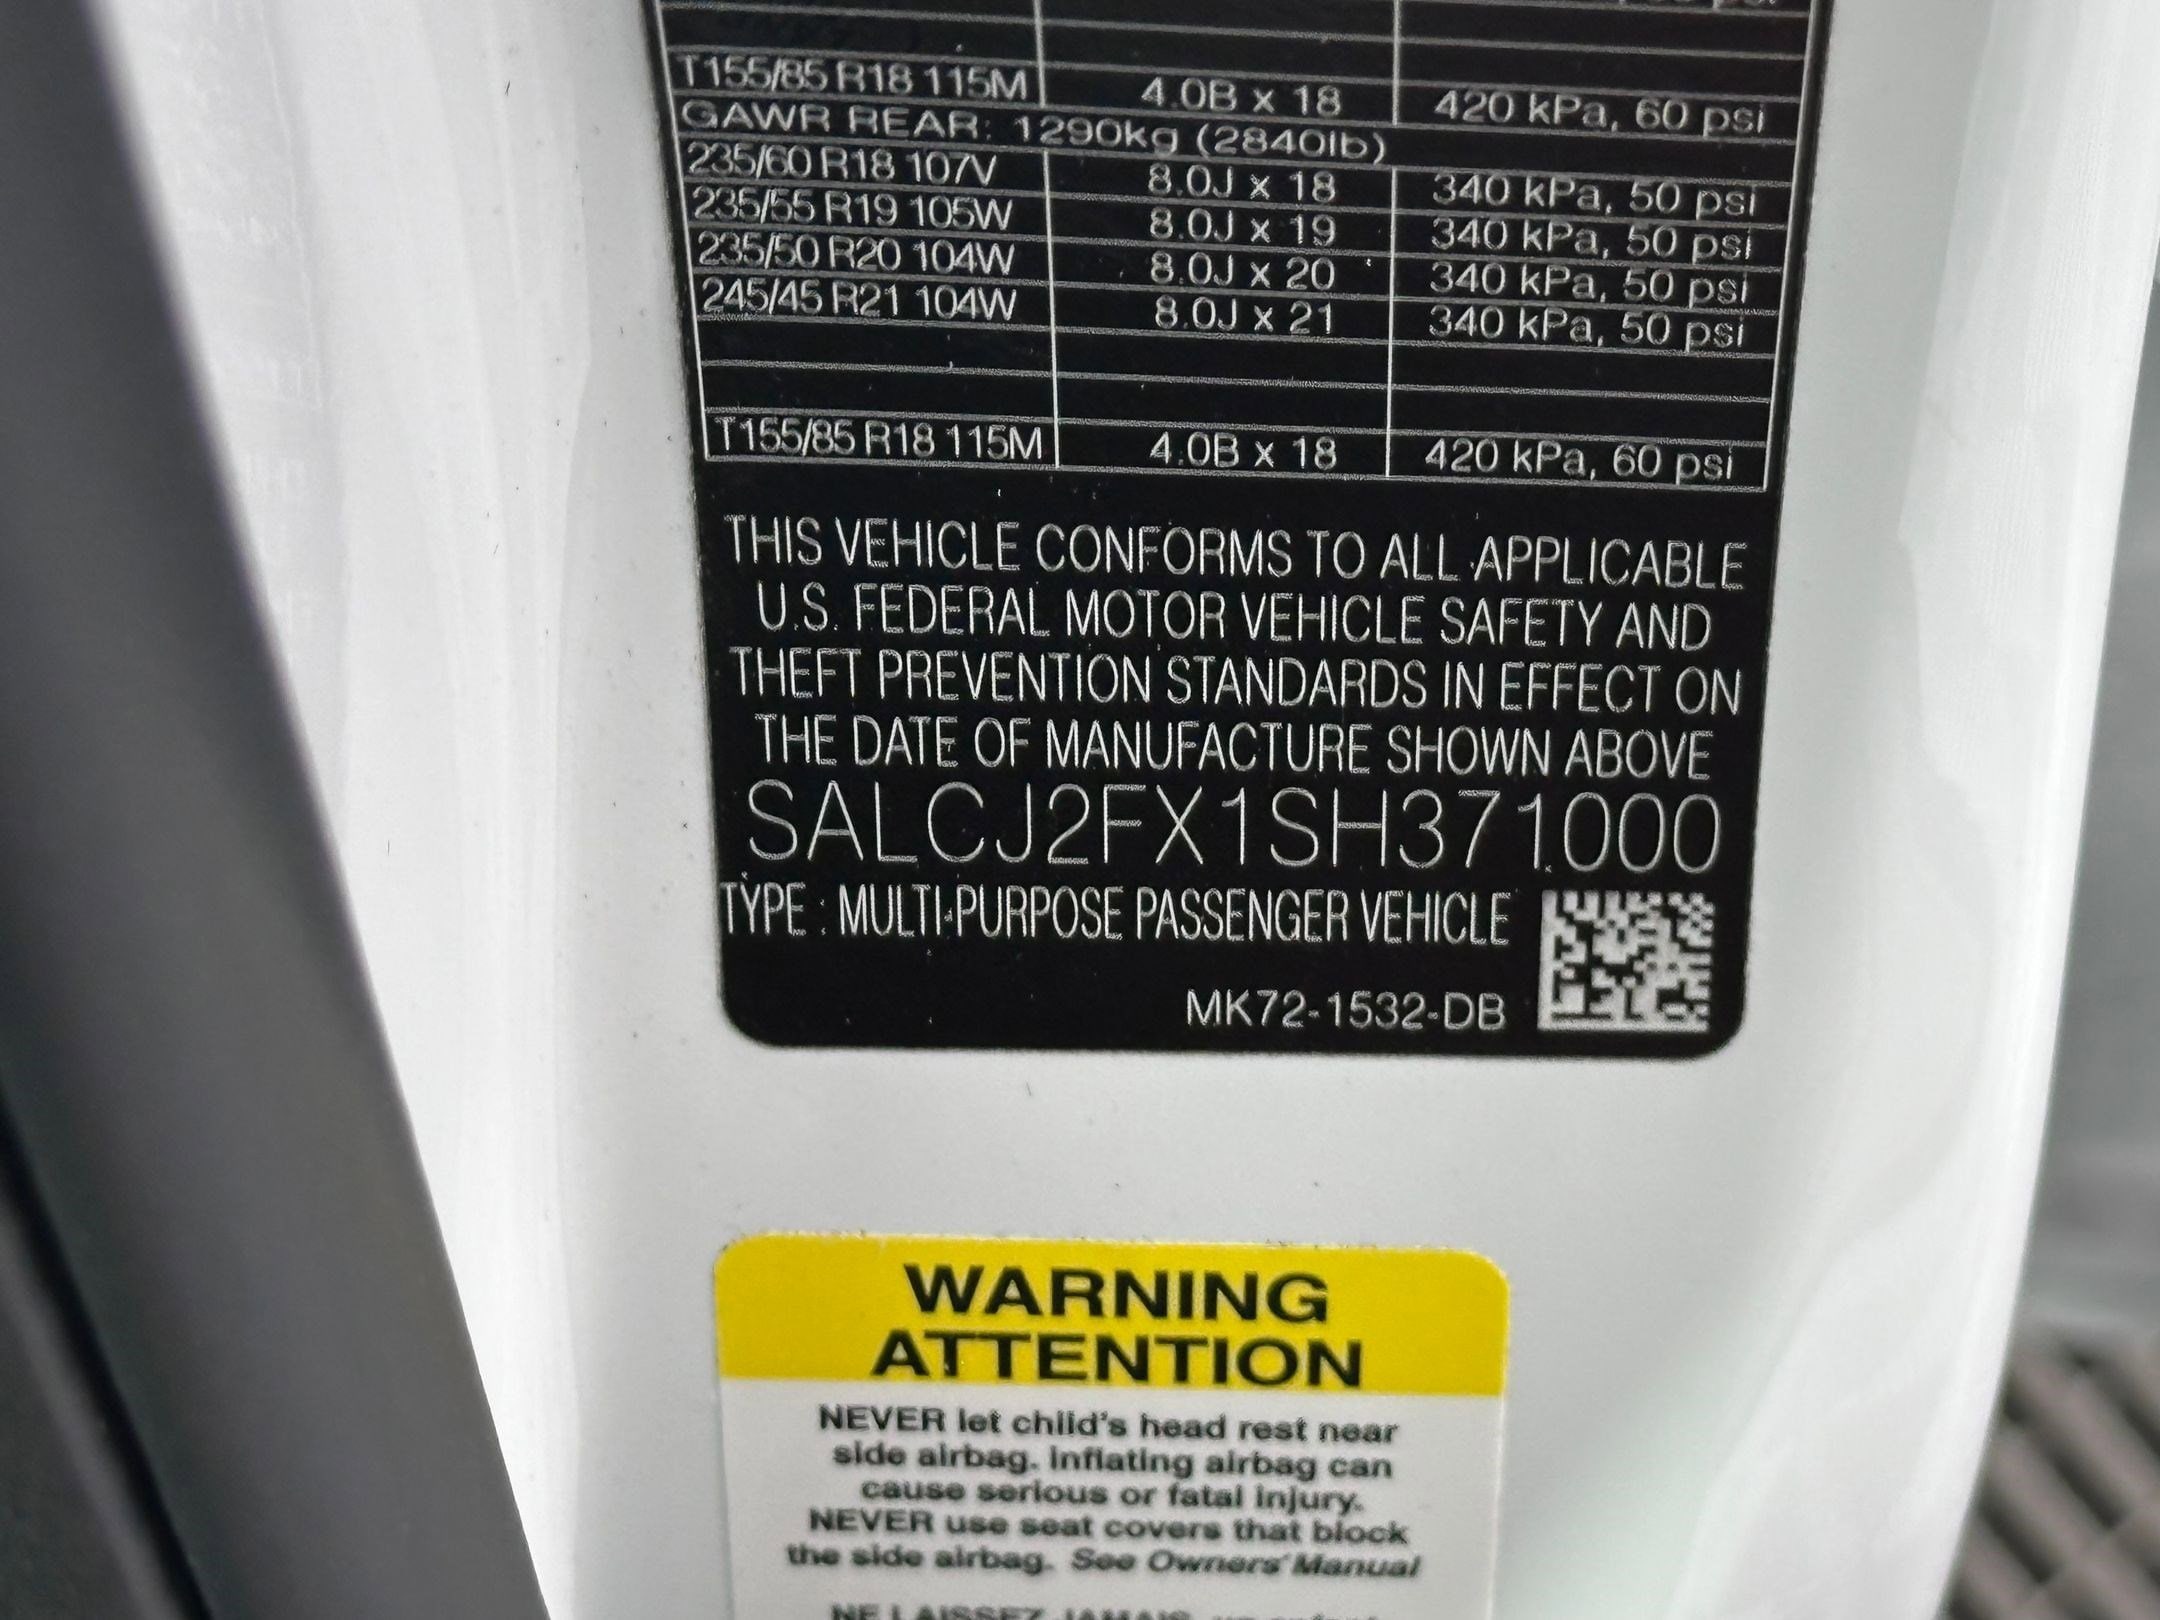 psi
T155/85 R18 115M 4.0B x 18 420 kPa, 60 psi
GAWR REAR: 1290kg (2840lb)
235/60 R18 107V 8.0J x 18 340 kPa, 50 psi
235/55 R19 105W 8.0J x 19 340 kPa, 50 psi
235/50 R20 104W 8.0J x 20 340 kPa, 50 psi
245/45 R21 104W 8.0J x 21 340 kPa, 50 psi
T155/85 R18 115M 4.0B x 18 420 kPa, 60 psi
THIS VEHICLE CONFORMS TO ALL APPLICABLE
U.S. FEDERAL MOTOR VEHICLE SAFETY AND
THEFT PREVENTION STANDARDS IN EFFECT ON
THE DATE OF MANUFACTURE SHOWN ABOVE
SALCJ2FX1SH371000
TYPE : MULTI-PURPOSE PASSENGER VEHICLE
MK72-1532-DB
WARNING
ATTENTION
NEVER let child's head rest near
side airbag. Inflating airbag can
cause serious or fatal injury.
NEVER use seat covers that block
the side airbag. See Owners' Manual
NE LAISSEZ JAMAIS